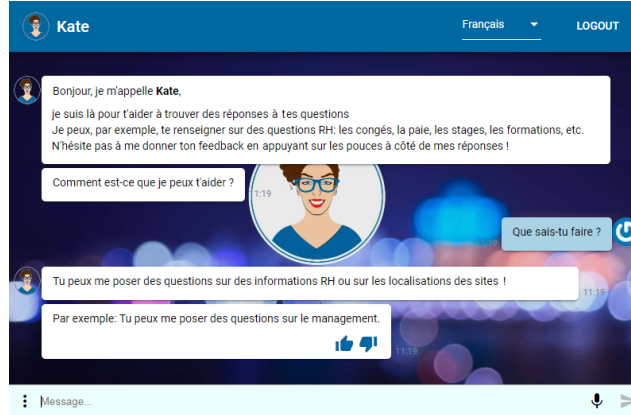 Kate
Français
LOGOUT
Bonjour, je m'appelle Kate,
je suis là pour t'aider à trouver des réponses à tes questions
Je peux, par exemple, te renseigner sur des questions RH: les congés, la paie, les stages, les formations, etc.
N'hésite pas à me donner ton feedback en appuyant sur les pouces à côté de mes réponses !
Comment est-ce que je peux t'aider ?
11:19
Que sais-tu faire ?
11:19
Tu peux me poser des questions sur des informations RH ou sur les localisations des sites !
11:19
Par exemple: Tu peux me poser des questions sur le management.
11:19
Message...